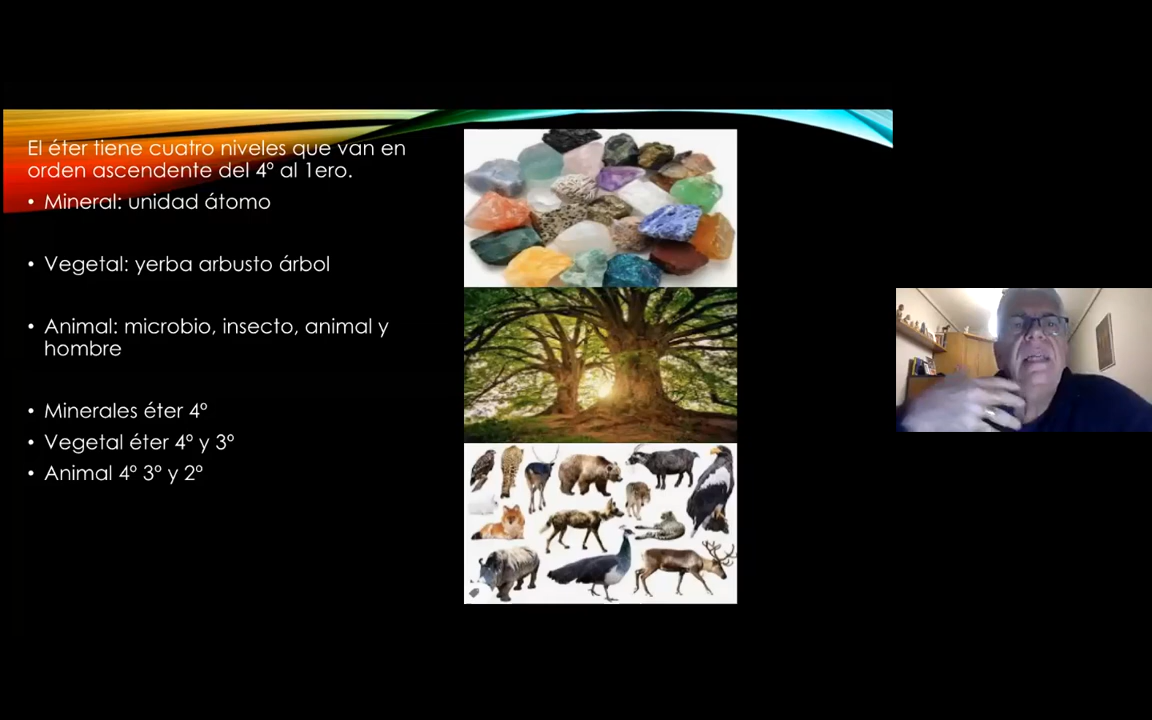 El éter tiene cuatro niveles que van en
orden ascendente del 4º al 1ero.
• Mineral: unidad átomo
• Vegetal: yerba arbusto árbol
• Animal: microbio, insecto, animal y
hombre
• Minerales éter 4º
• Vegetal éter 4º y 3º
• Animal 4º 3º y 2º